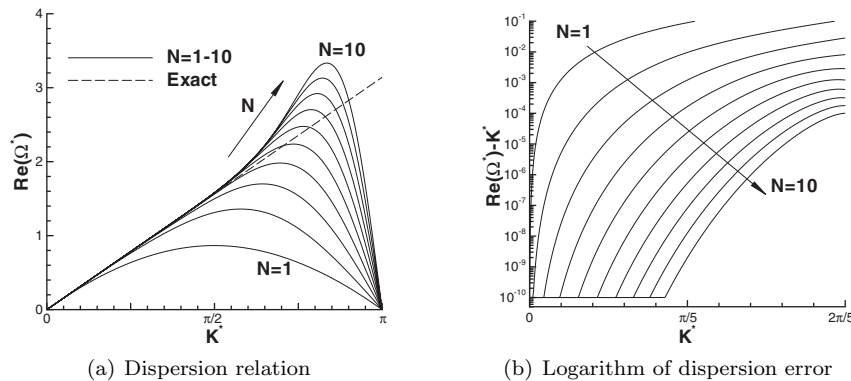 4
3
2
1
0
Re(Ω*)
N=1-10
Exact
N=10
N
N=1
0
π/2
π
K*
(a) Dispersion relation
10-1
10-2
10-3
10-4
10-5
10-6
10-7
10-8
10-9
10-10
Re(Ω*)-K*
N=1
N=10
0
π/5
2π/5
K*
(b) Logarithm of dispersion error